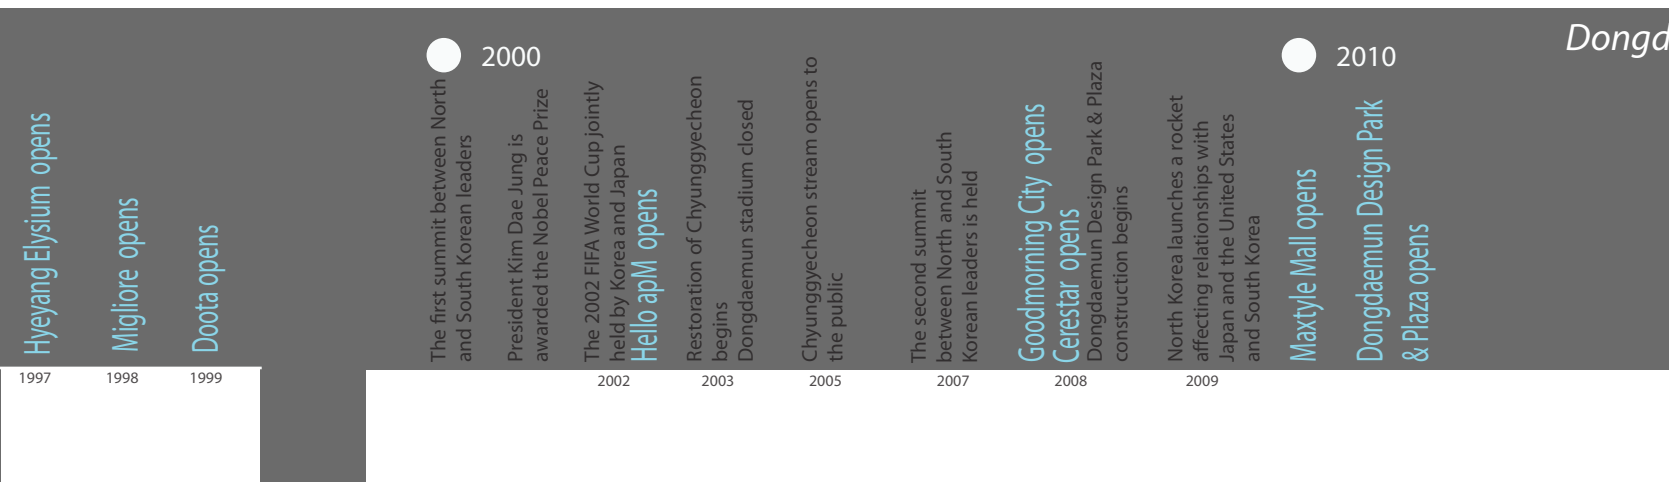 Dongd
2000
2010
Hyeyang Elysium opens
Migliore opens
Doota opens
The first summit between North
and South Korean leaders
President Kim Dae Jung is
awarded the Nobel Peace Prize
The 2002 FIFA World Cup jointly
held by Korea and Japan
Hello apM opens
Restoration of Chyunggyecheon
begins
Dongdaemun stadium closed
Chyunggyecheon stream opens to
the public
The second summit
between North and South
Korean leaders is held
Goodmorning City opens
Cerestar opens
Dongdaemun Design Park & Plaza
construction begins
North Korea launches a rocket
affecting relationships with
Japan and the United States
and South Korea
Maxtyle Mall opens
Dongdaemun Design Park
& Plaza opens
1997
1998
1999
2002
2003
2005
2007
2008
2009